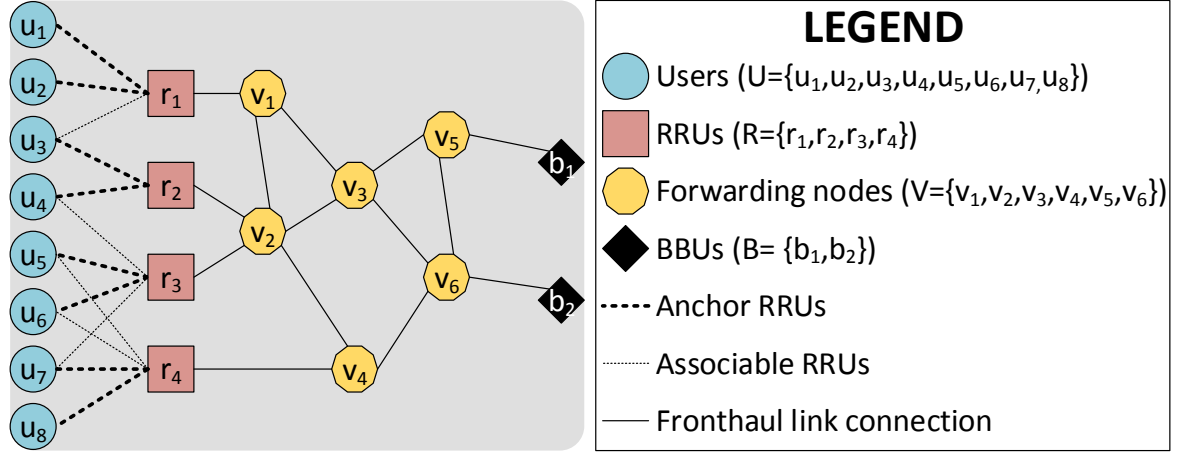 u₁
u₂
u₃
u₄
u₅
u₆
u₇
u₈
r₁
r₂
r₃
r₄
v₁
v₂
v₃
v₄
v₅
v₆
b₁
b₂
LEGEND
Users (U={u₁,u₂,u₃,u₄,u₅,u₆,u₇,u₈})
RRUs (R={r₁,r₂,r₃,r₄})
Forwarding nodes (V={v₁,v₂,v₃,v₄,v₅,v₆})
BBUs (B= {b₁,b₂})
Anchor RRUs
Associable RRUs
Fronthaul link connection